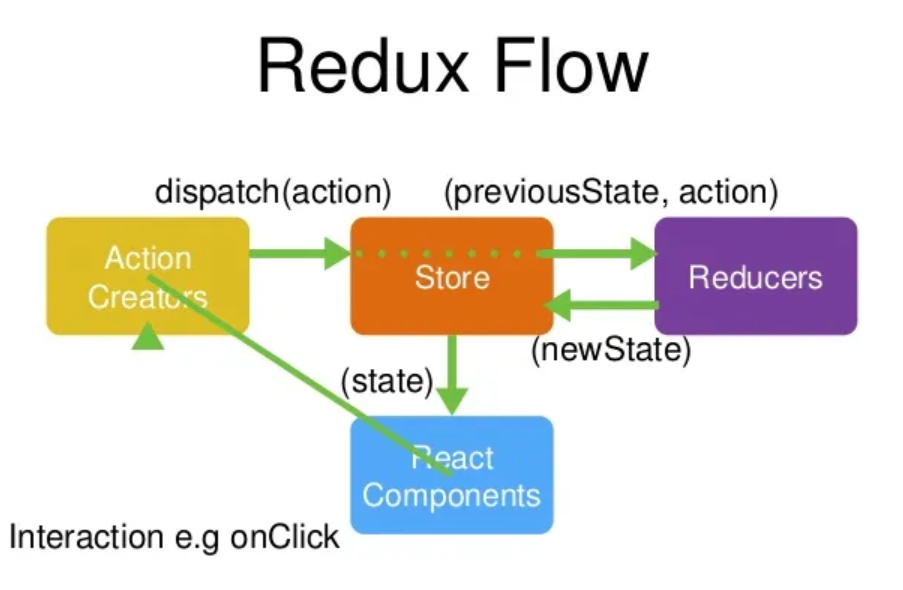 Redux Flow
dispatch(action)
(previousState, action)
Action
Creators
Store
Reducers
(newState)
(state)
React
Components
Interaction e.g onClick